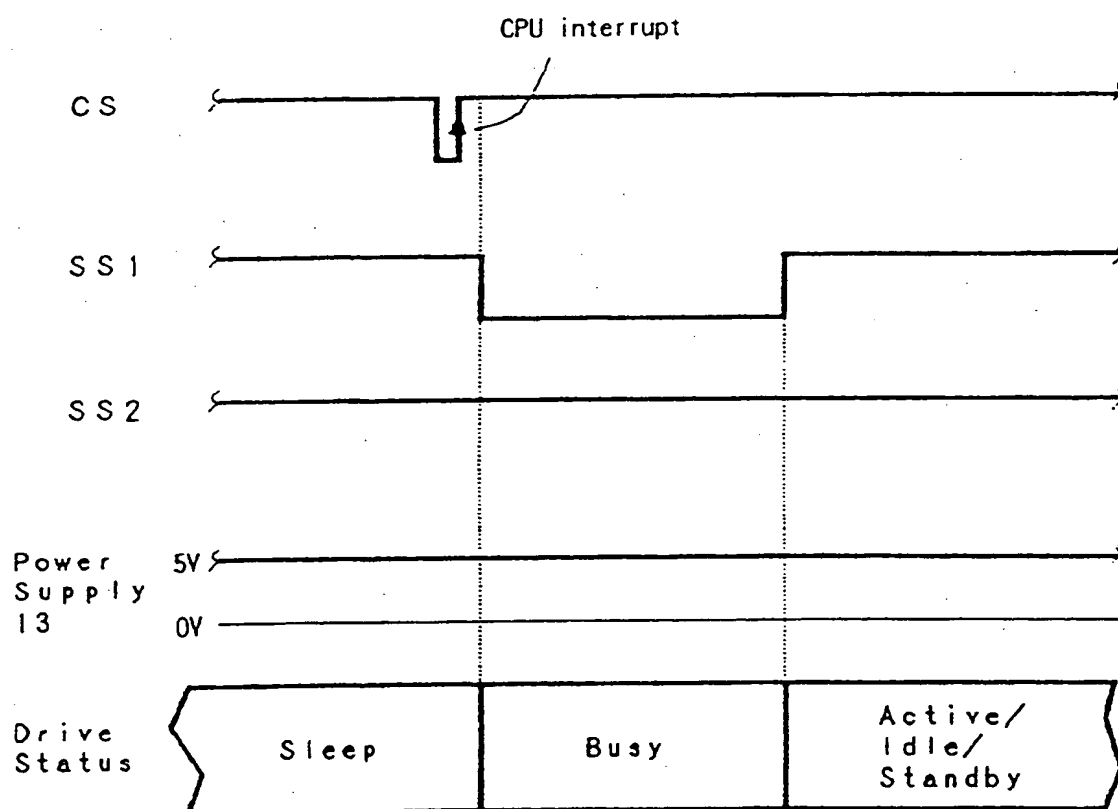 CPU interrupt
CS
SS1
SS2
Power
Supply
13
5V
0V
Drive
Status
Sleep
Busy
Active/
Idle/
Standby